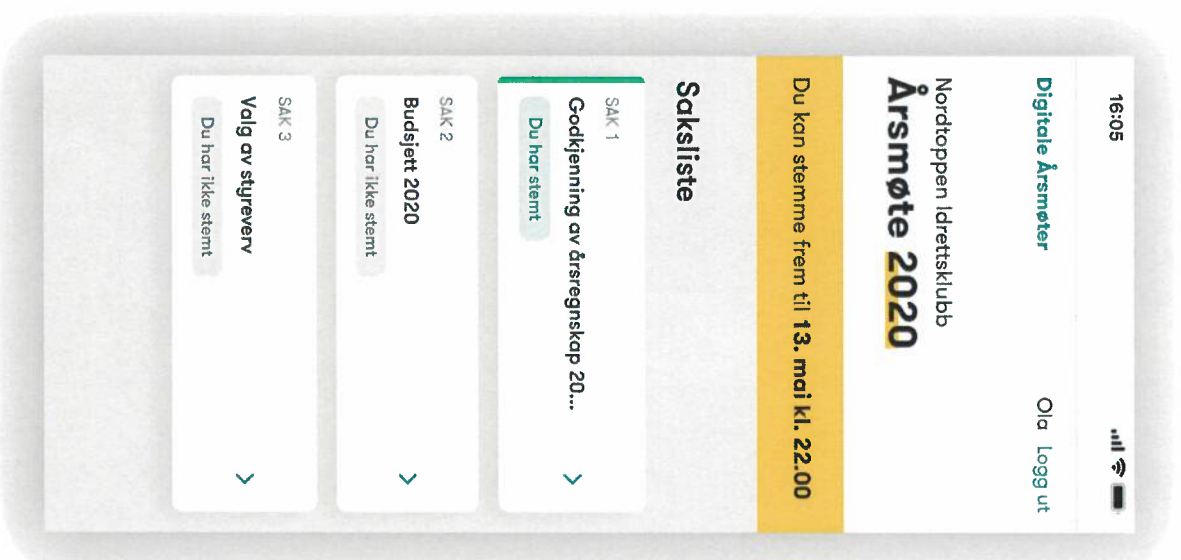 16:05
Digitale Årsmøter
Ola Logg ut
Nordtoppen Idrettsklubb
Årsmøte 2020
Du kan stemme frem til 13. mai kl. 22.00
Saksliste
SAK 1
Godkjenning av årsregnskap 20...
Du har stemt
SAK 2
Budsjett 2020
Du har ikke stemt
SAK 3
Valg av styreverv
Du har ikke stemt